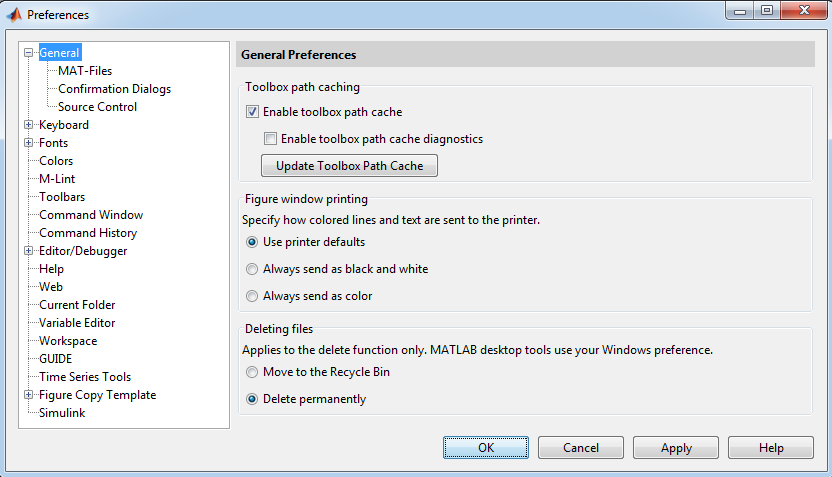 Preferences
General
MAT-Files
Confirmation Dialogs
Source Control
Keyboard
Fonts
Colors
M-Lint
Toolbars
Command Window
Command History
Editor/Debugger
Help
Web
Current Folder
Variable Editor
Workspace
GUIDE
Time Series Tools
Figure Copy Template
Simulink
General Preferences
Toolbox path caching
Enable toolbox path cache
Enable toolbox path cache diagnostics
Update Toolbox Path Cache
Figure window printing
Specify how colored lines and text are sent to the printer.
Use printer defaults
Always send as black and white
Always send as color
Deleting files
Applies to the delete function only. MATLAB desktop tools use your Windows preference.
Move to the Recycle Bin
Delete permanently
OK Cancel Apply Help